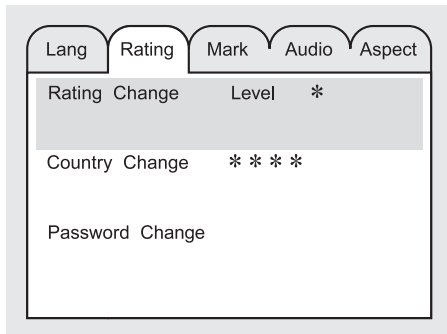 Lang Rating Mark Audio Aspect
Rating Change Level *
Country Change ****
Password Change